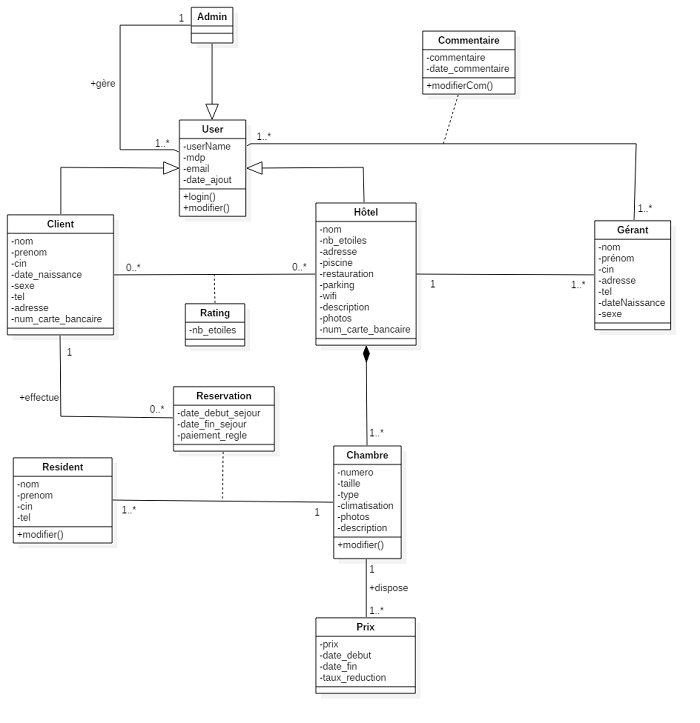 Admin
1
+gère
1..*
User
-userName
-mdp
-email
-date_ajout
+login()
+modifier()
Commentaire
-commentaire
-date_commentaire
+modifierCom()
1..*
1..*
Client
-nom
-prenom
-cin
-date_naissance
-sexe
-tel
-adresse
-num_carte_bancaire
0..*
0..*
Rating
-nb_etoiles
Hôtel
-nom
-nb_etoiles
-adresse
-piscine
-restauration
-parking
-wifi
-description
-photos
-num_carte_bancaire
1
1..*
Gérant
-nom
-prénom
-cin
-adresse
-tel
-dateNaissance
-sexe
1
+effectue
0..*
Reservation
-date_debut_sejour
-date_fin_sejour
-paiement_regle
1..*
Resident
-nom
-prenom
-cin
-tel
+modifier()
1..*
1
Chambre
-numero
-taille
-type
-climatisation
-photos
-description
+modifier()
1
+dispose
1..*
Prix
-prix
-date_debut
-date_fin
-taux_reduction